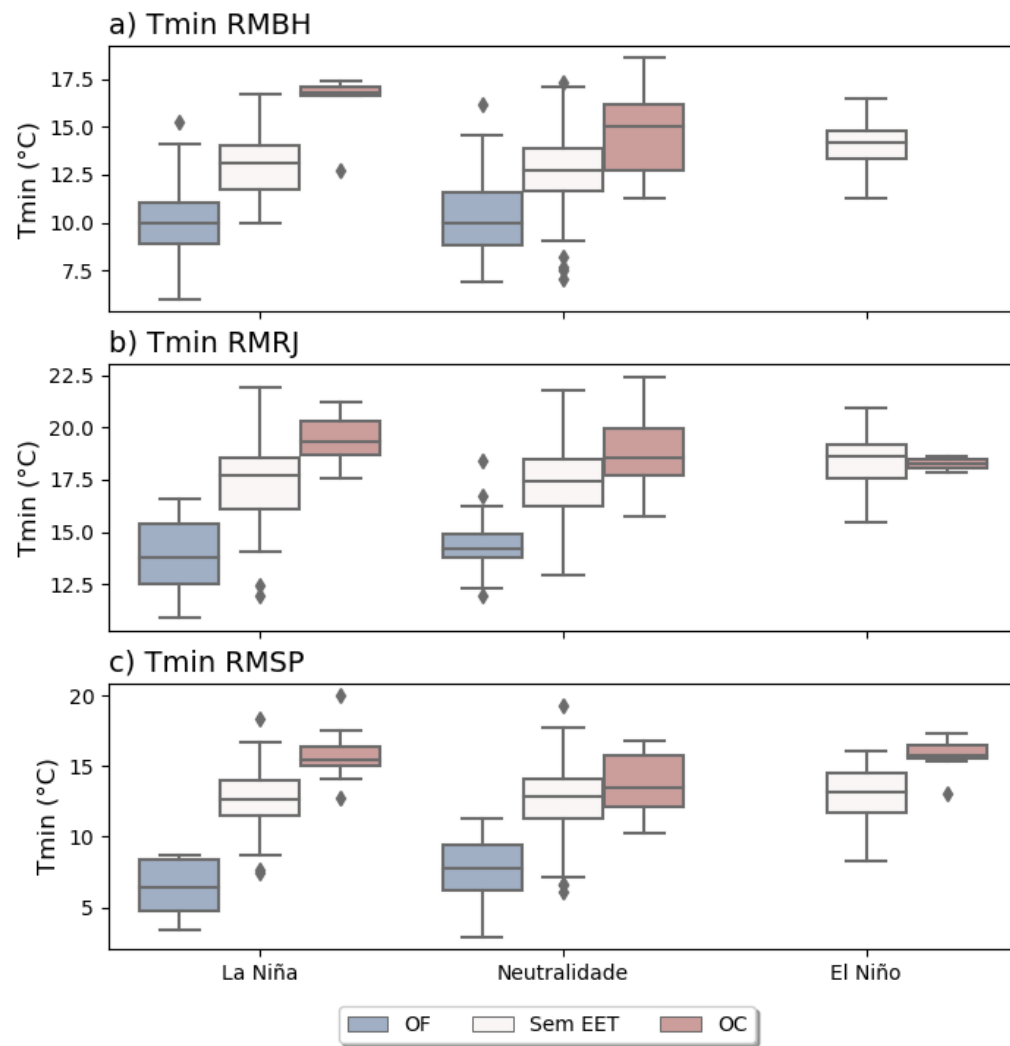 a) Tmin RMBH
Tmin (°C)
17.5
15.0
12.5
10.0
7.5
b) Tmin RMRJ
Tmin (°C)
22.5
20.0
17.5
15.0
12.5
c) Tmin RMSP
Tmin (°C)
20
15
10
5
La Niña Neutralidade El Niño
OF Sem EET OC